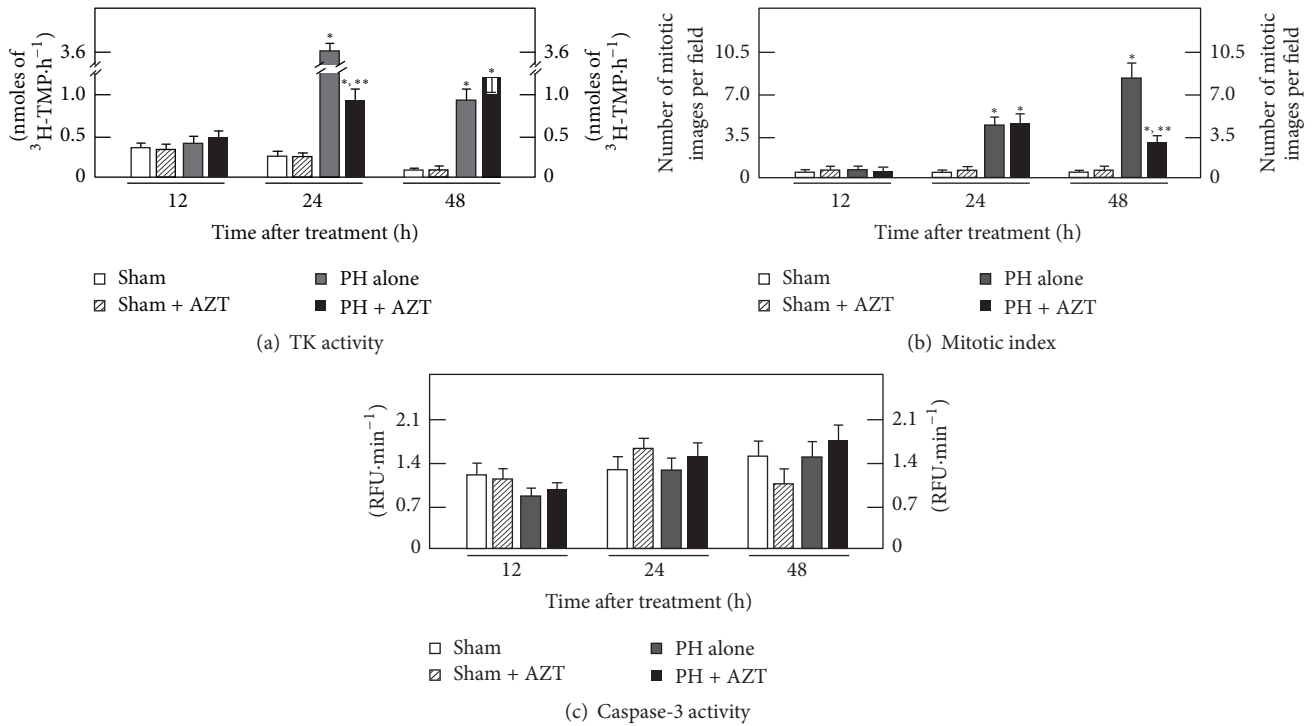 (nmoles of
³H-TMP·h⁻¹)
3.6
1.0
0.5
0
*
*, **
*
*
3.6
1.0
0.5
0
(nmoles of
³H-TMP·h⁻¹)
12 24 48
Time after treatment (h)
Sham PH alone
Sham + AZT PH + AZT
(a) TK activity
Number of mitotic
images per field
10.5
7.0
3.5
0
*
*
*
*, **
10.5
7.0
3.5
0
Number of mitotic
images per field
12 24 48
Time after treatment (h)
Sham PH alone
Sham + AZT PH + AZT
(b) Mitotic index
(RFU·min⁻¹)
2.1
1.4
0.7
0
2.1
1.4
0.7
0
(RFU·min⁻¹)
12 24 48
Time after treatment (h)
Sham PH alone
Sham + AZT PH + AZT
(c) Caspase-3 activity